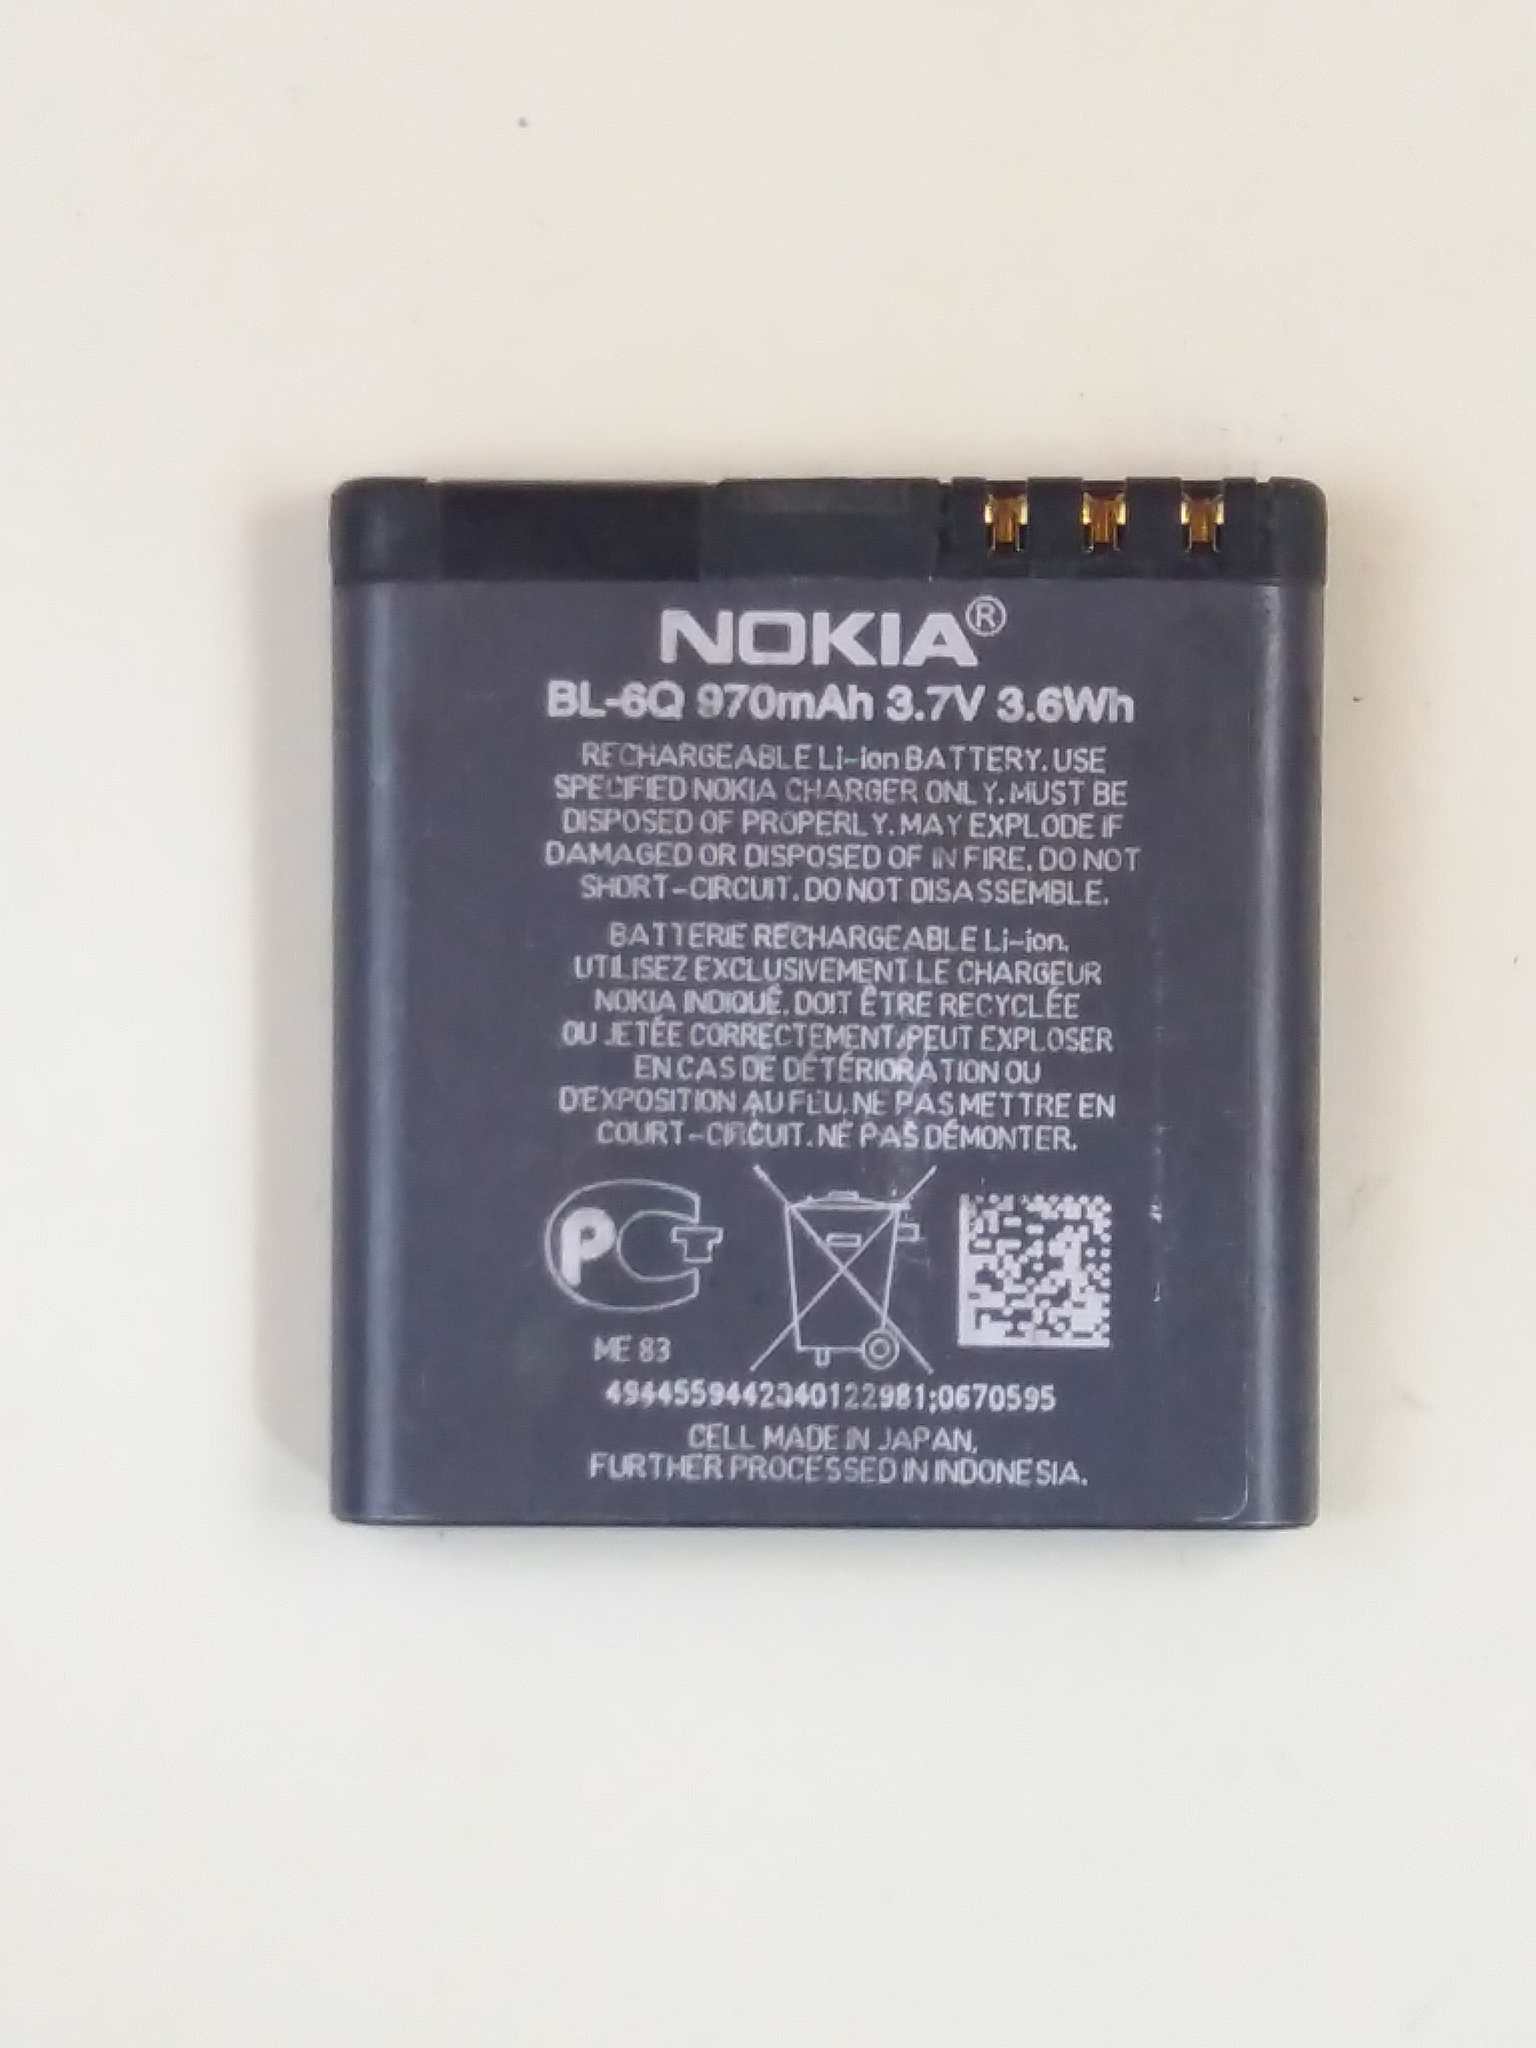 NOKIA®
BL-6Q 970mAh 3.7V 3.6Wh
RECHARGEABLE Li-ion BATTERY. USE
SPECIFIED NOKIA CHARGER ONLY. MUST BE
DISPOSED OF PROPERLY. MAY EXPLODE IF
DAMAGED OR DISPOSED OF IN FIRE. DO NOT
SHORT-CIRCUIT. DO NOT DISASSEMBLE.
BATTERIE RECHARGEABLE Li-ion.
UTILISEZ EXCLUSIVEMENT LE CHARGEUR
NOKIA INDIQUÉ. DOIT ÊTRE RECYCLÉE
OU JETÉE CORRECTEMENT. PEUT EXPLOSER
EN CAS DE DÉTÉRIORATION OU
D'EXPOSITION AU FEU. NE PAS METTRE EN
COURT-CIRCUIT. NE PAS DÉMONTER.
PCT
ME 83
4944559442340122981;0670595
CELL MADE IN JAPAN.
FURTHER PROCESSED IN INDONESIA.